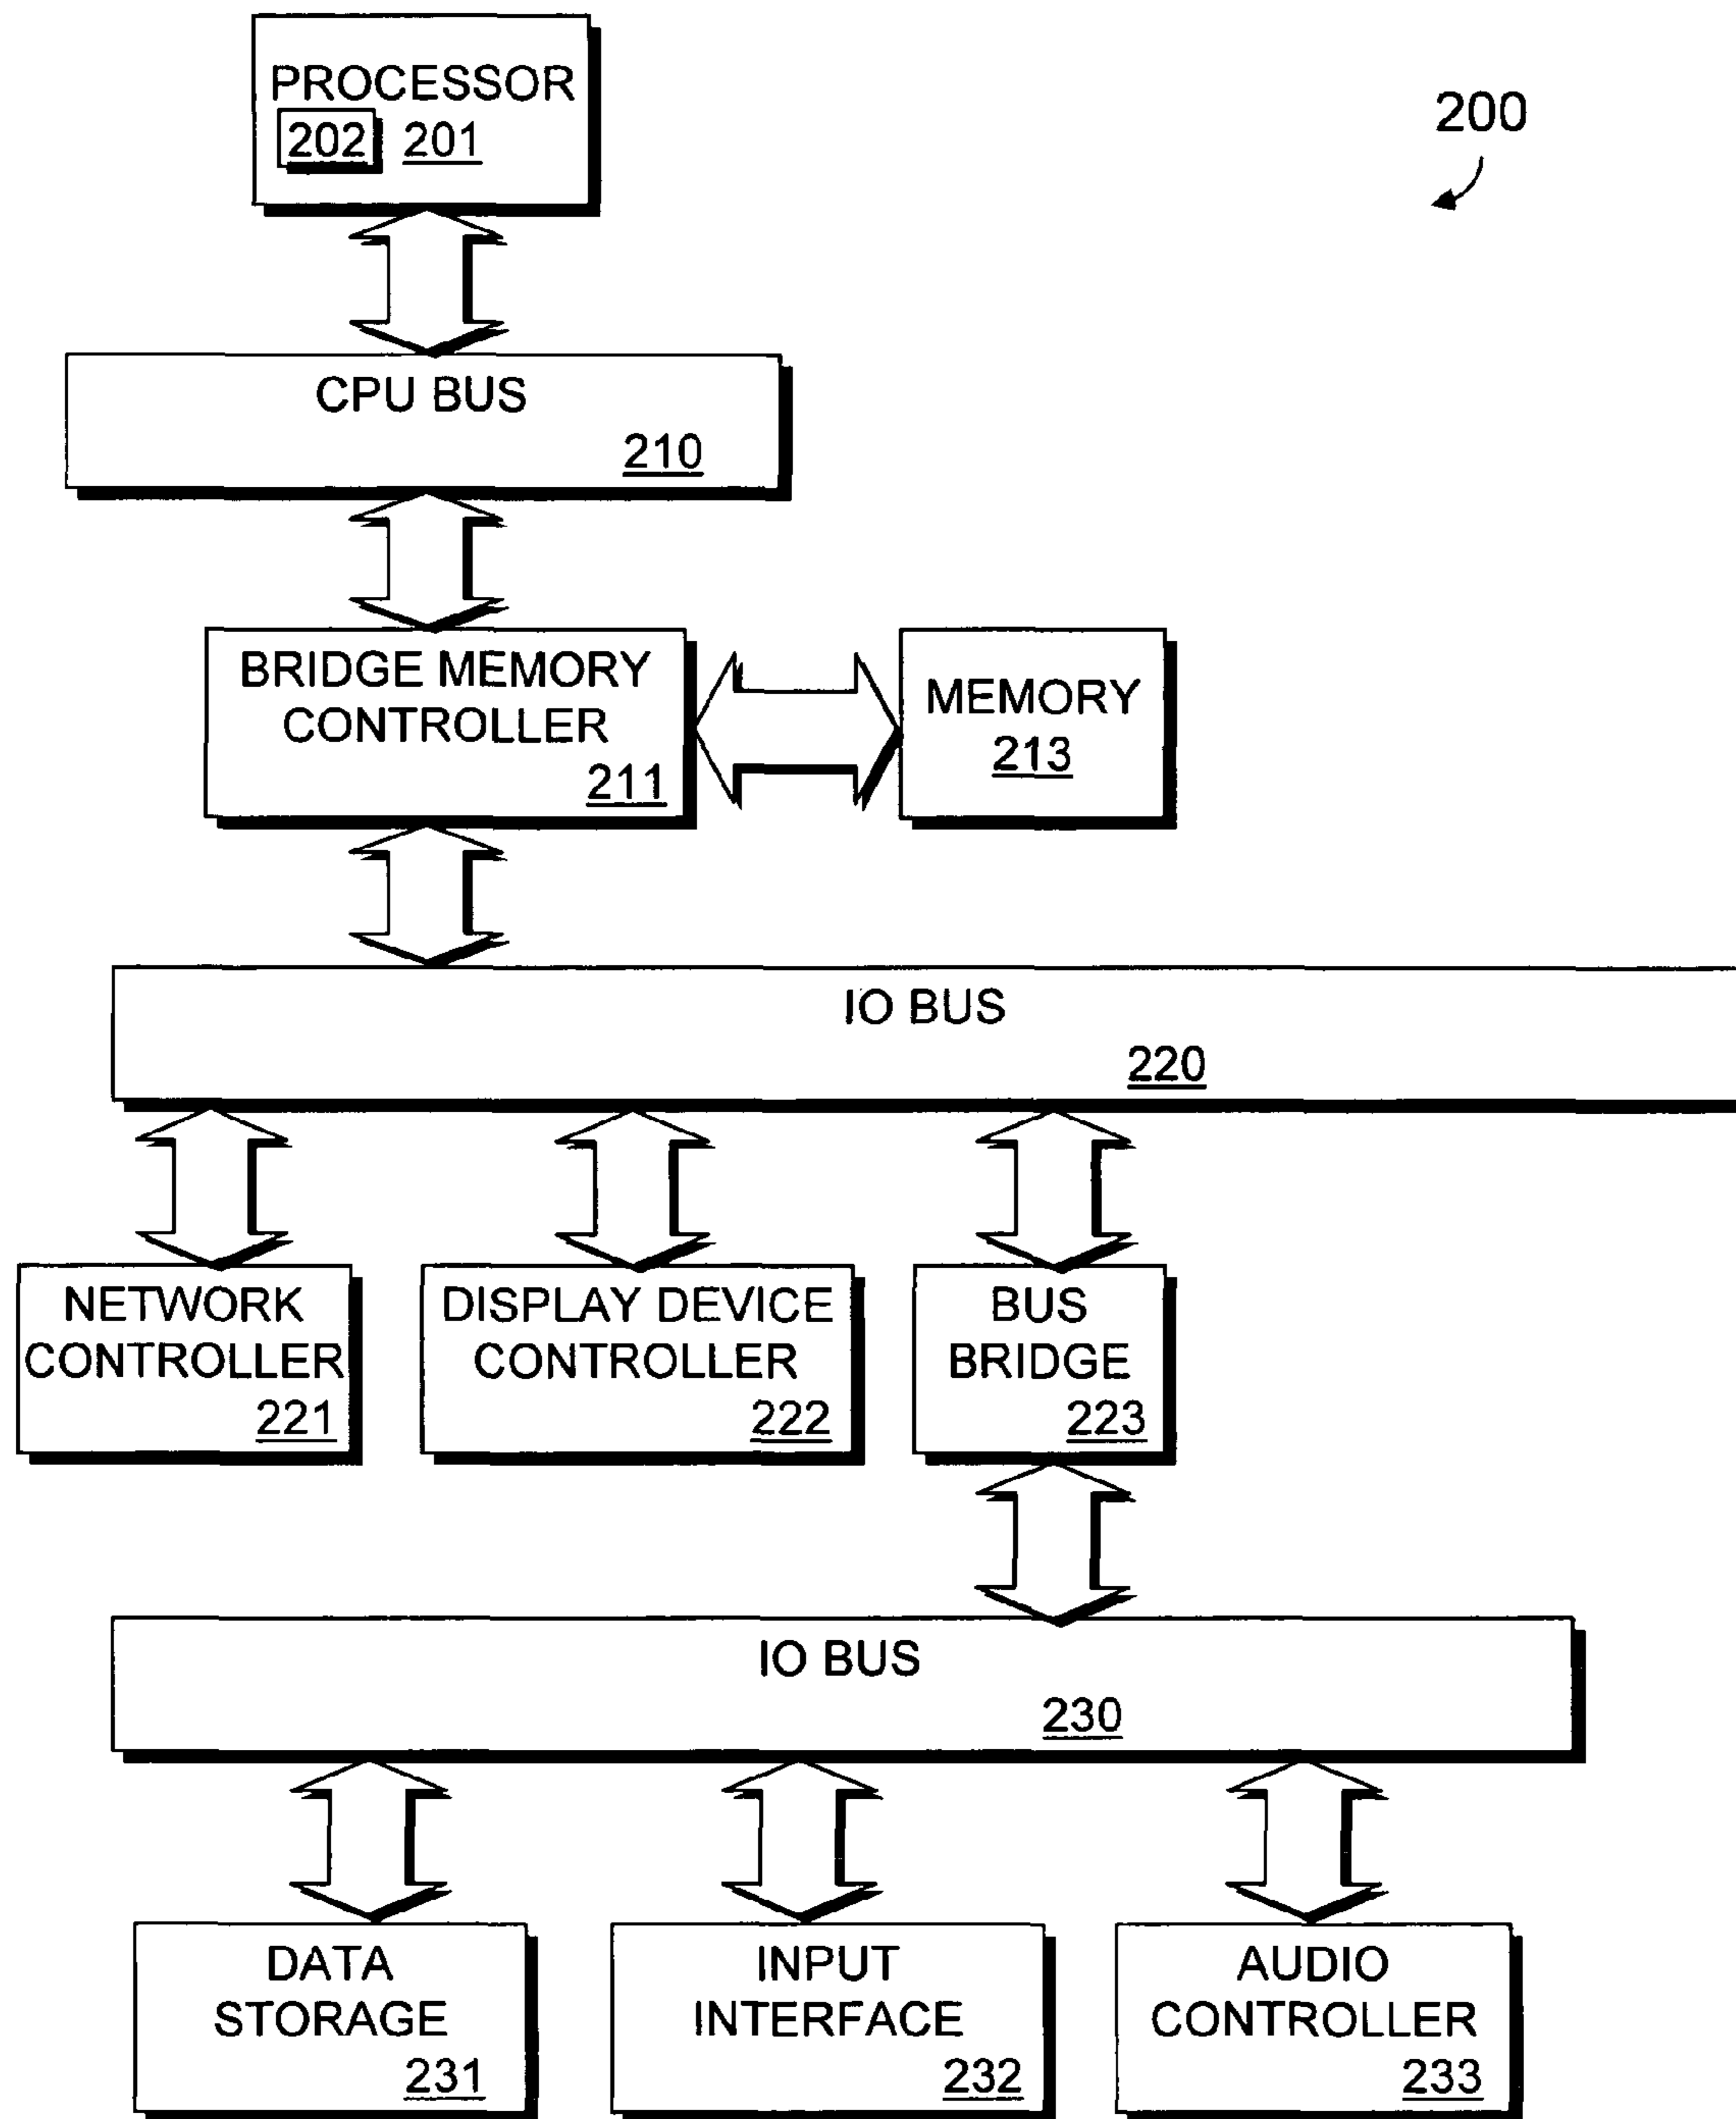 PROCESSOR
202 201
200
CPU BUS
210
BRIDGE MEMORY
CONTROLLER
211
MEMORY
213
IO BUS
220
NETWORK
CONTROLLER
221
DISPLAY DEVICE
CONTROLLER
222
BUS
BRIDGE
223
IO BUS
230
DATA
STORAGE
231
INPUT
INTERFACE
232
AUDIO
CONTROLLER
233